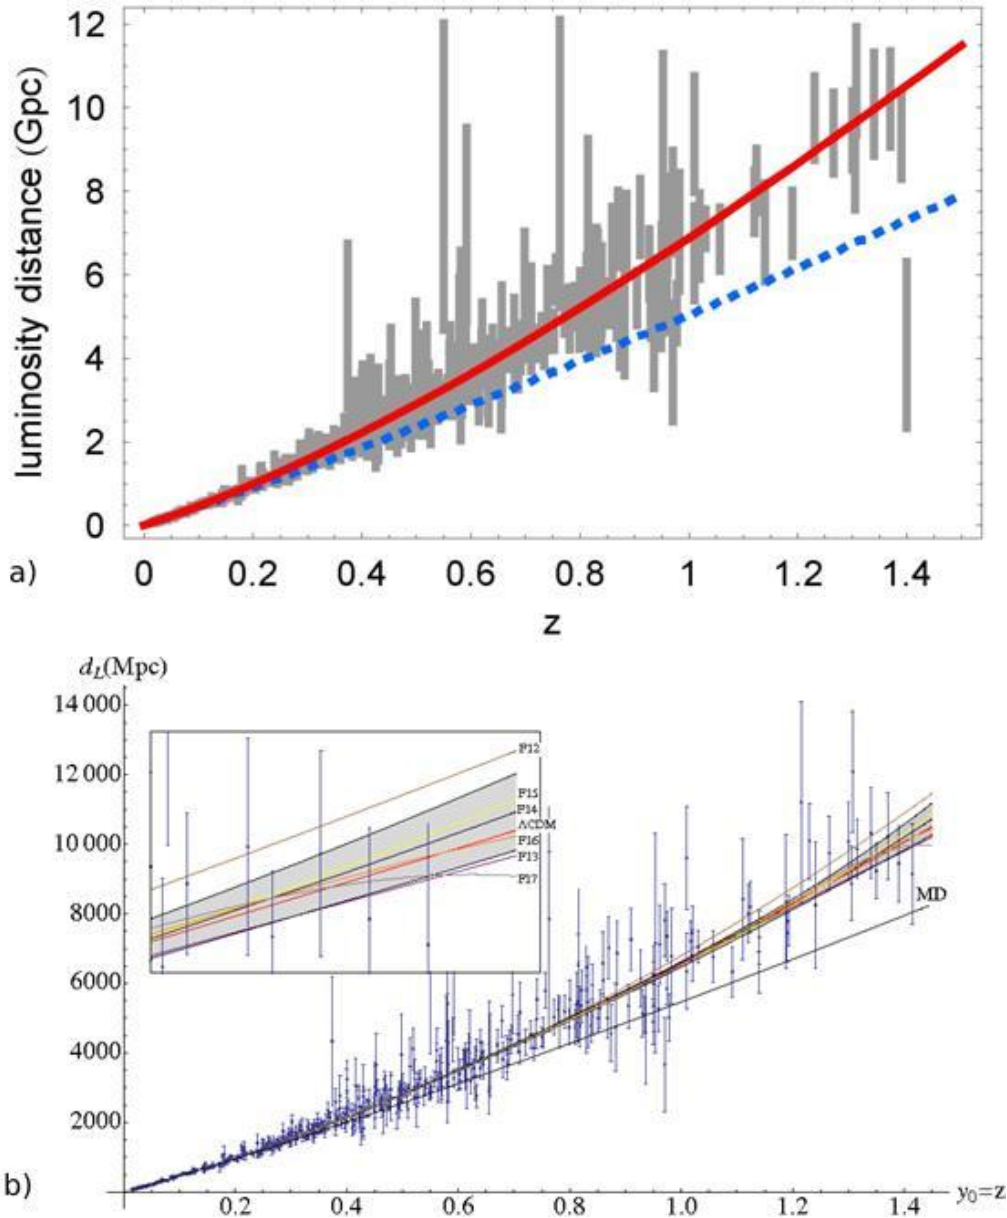 12
10
8
6
4
2
0
luminosity distance (Gpc)
a)
0 0.2 0.4 0.6 0.8 1 1.2 1.4
z
d_L(Mpc)
14 000
12 000
10 000
8000
6000
4000
2000
F12
F15
F14
ΛCDM
F16
F13
F17
MD
b)
0.2 0.4 0.6 0.8 1.0 1.2 1.4
y₀=z